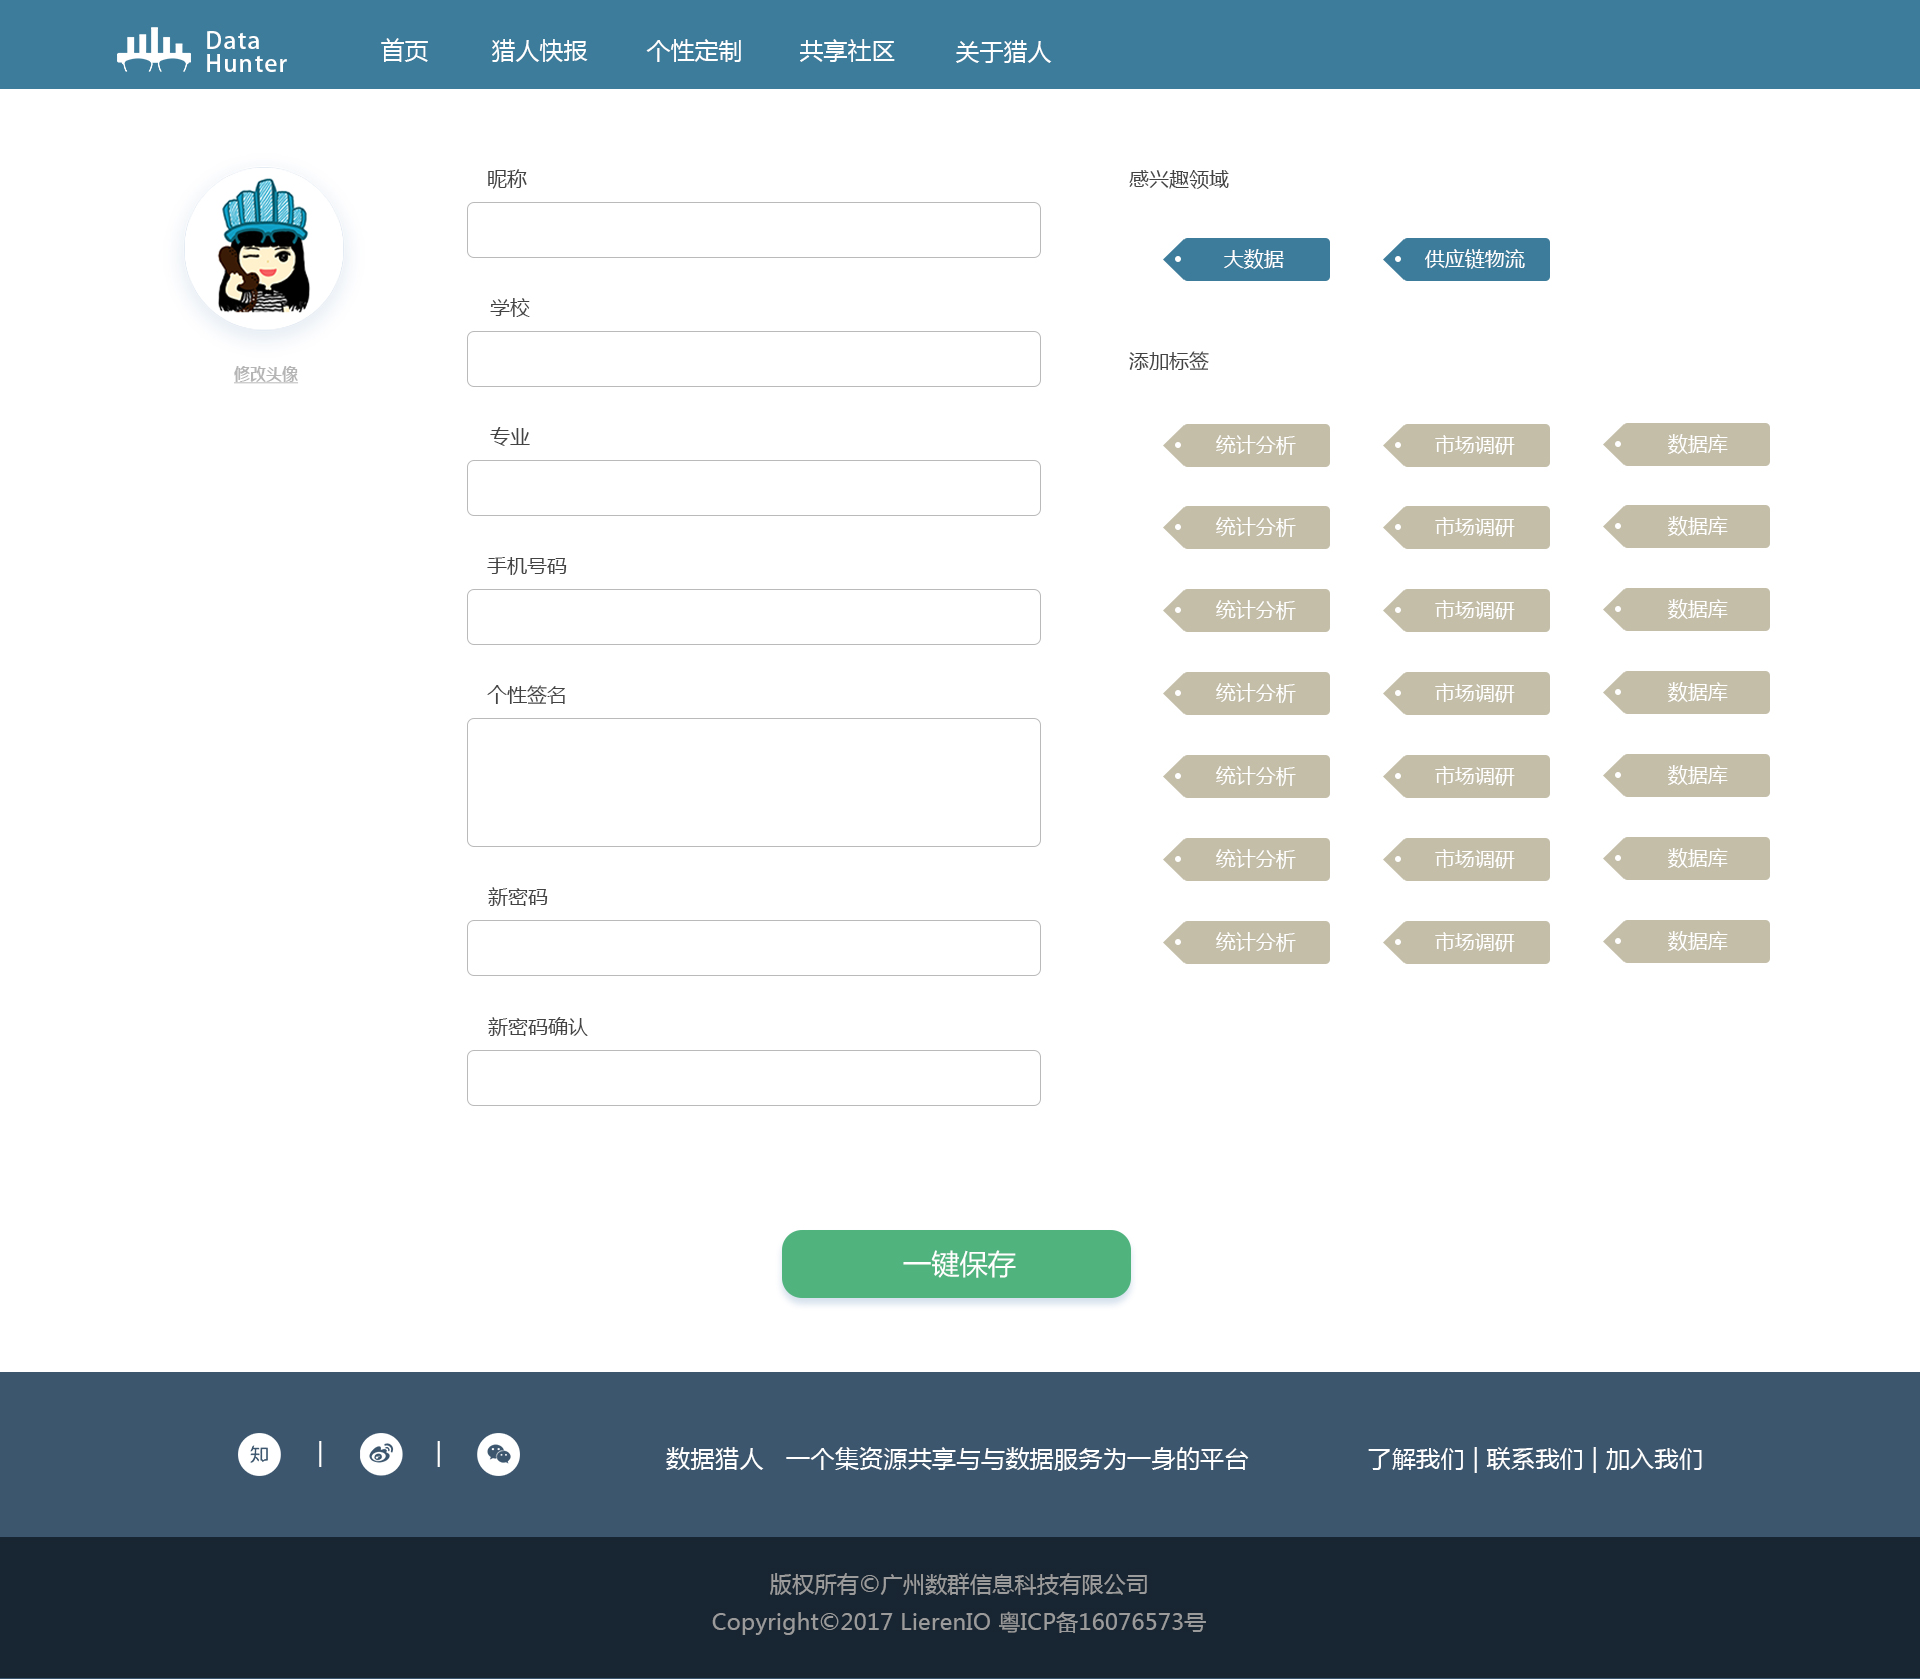 Data
Hunter
首页 猎人快报 个性定制 共享社区 关于猎人
修改头像
昵称
学校
专业
手机号码
个性签名
新密码
新密码确认
感兴趣领域
大数据 供应链物流
添加标签
统计分析 市场调研 数据库
统计分析 市场调研 数据库
统计分析 市场调研 数据库
统计分析 市场调研 数据库
统计分析 市场调研 数据库
统计分析 市场调研 数据库
统计分析 市场调研 数据库
一键保存
知 | |
数据猎人 一个集资源共享与与数据服务为一身的平台
了解我们 | 联系我们 | 加入我们
版权所有©广州数群信息科技有限公司
Copyright©2017 LierenIO 粤ICP备16076573号